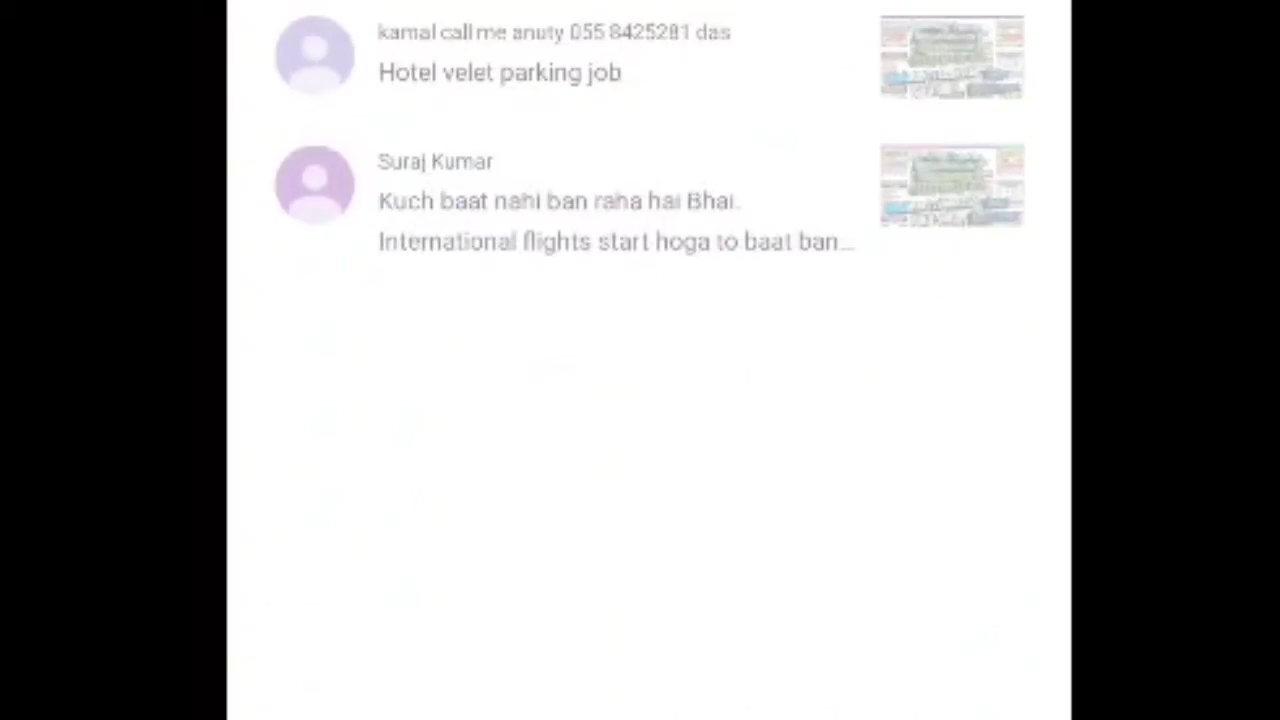 kamal call me anuty 055 8425281 das
Hotel velet parking job
Suraj Kumar
Kuch baat nahi ban raha hai Bhai.
International flights start hoga to baat ban...